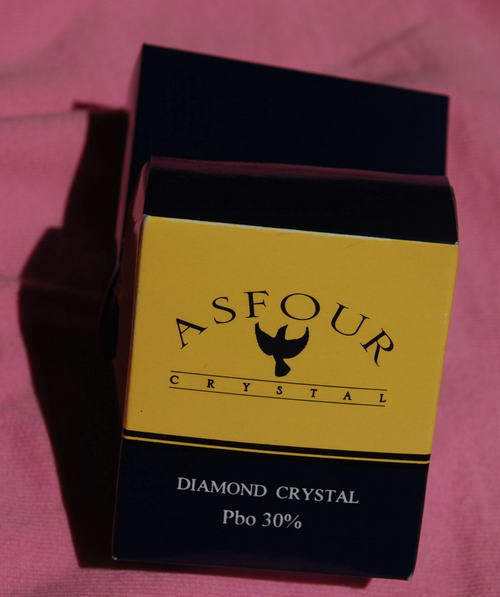 ASFOUR
CRYSTAL
DIAMOND CRYSTAL
Pbo 30%